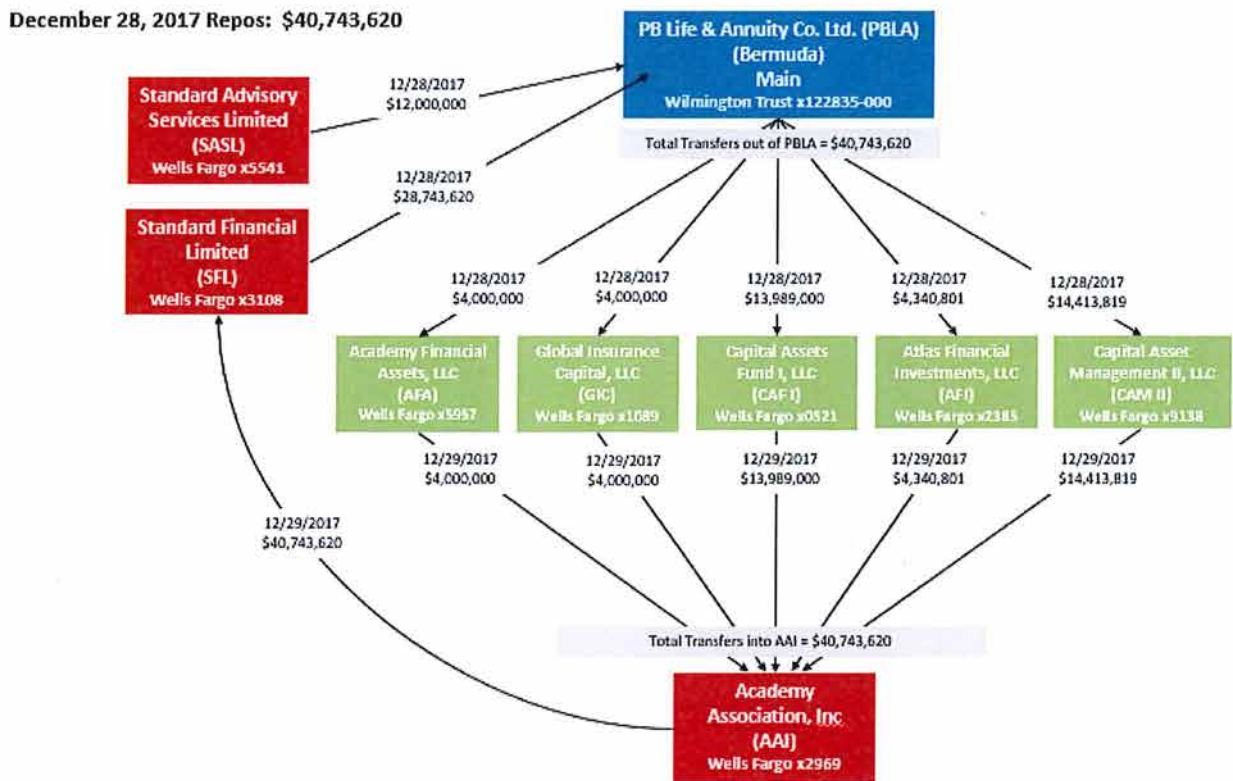 December 28, 2017 Repos: $40,743,620
PB Life & Annuity Co. Ltd. (PBLA)
(Bermuda)
Main
Wilmington Trust x122835-000
Standard Advisory
Services Limited
(SASL)
Wells Fargo x5541
12/28/2017
$12,000,000
Total Transfers out of PBLA = $40,743,620
12/28/2017
$28,743,620
Standard Financial
Limited
(SFL)
Wells Fargo x3108
12/28/2017
$4,000,000
12/28/2017
$4,000,000
12/28/2017
$13,989,000
12/28/2017
$4,340,801
12/28/2017
$14,413,819
Academy Financial
Assets, LLC
(AFA)
Wells Fargo x5957
Global Insurance
Capital, LLC
(GIC)
Wells Fargo x1089
Capital Assets
Fund I, LLC
(CAF I)
Wells Fargo x0521
Atlas Financial
Investments, LLC
(AFI)
Wells Fargo x2385
Capital Asset
Management II, LLC
(CAM II)
Wells Fargo x9138
12/29/2017
$4,000,000
12/29/2017
$4,000,000
12/29/2017
$13,989,000
12/29/2017
$4,340,801
12/29/2017
$14,413,819
12/29/2017
$40,743,620
Total Transfers into AAI = $40,743,620
Academy
Association, Inc
(AAI)
Wells Fargo x2969